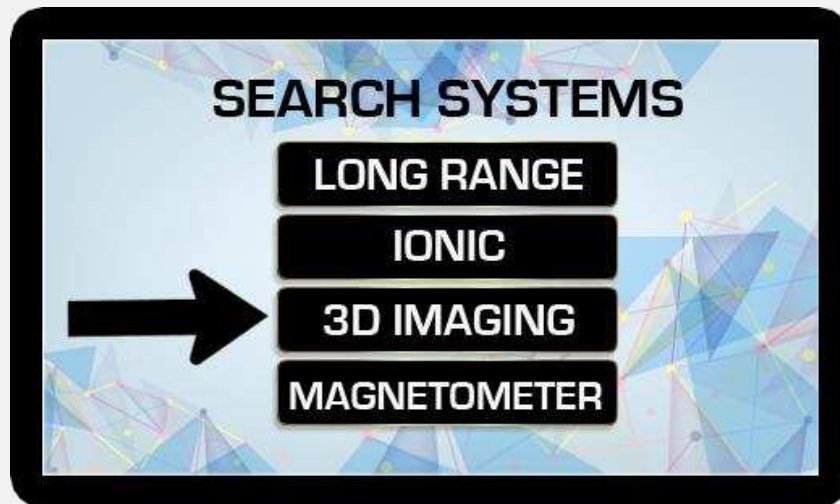 SEARCH SYSTEMS
LONG RANGE
IONIC
3D IMAGING
MAGNETOMETER